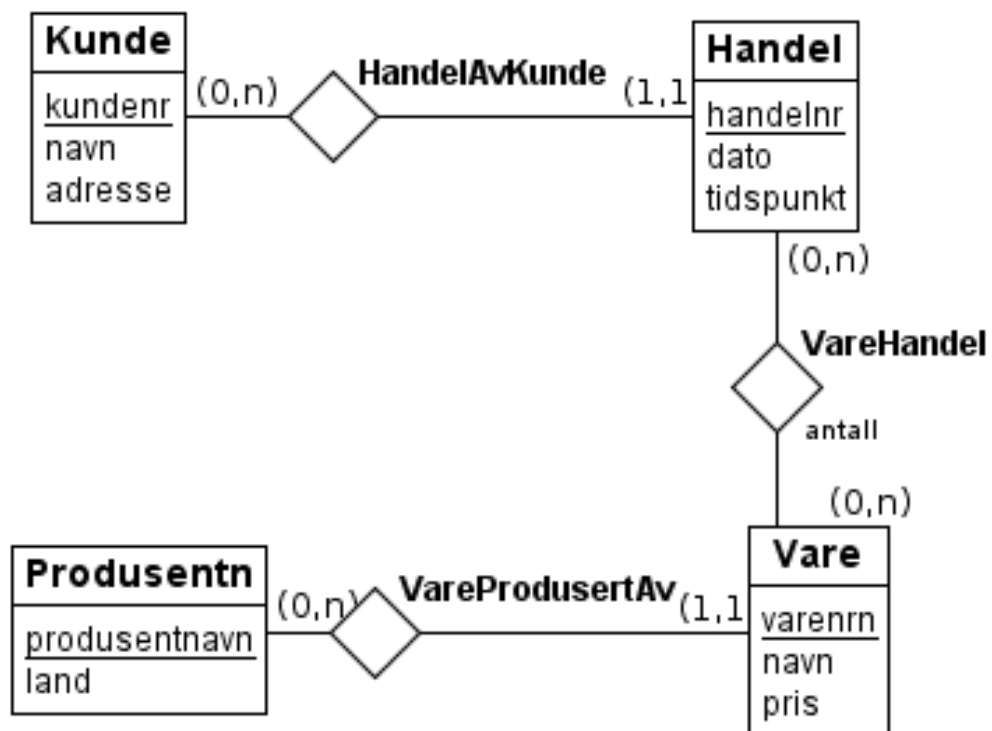 Kunde
kundenr
navn
adresse
(0,n)
HandelAvKunde
(1,1
Handel
handelnr
dato
tidspunkt
(0,n)
VareHandel
antall
(0,n)
Produsentn
produsentnavn
land
(0,n)
VareProdusertAv
(1,1
Vare
varenrn
navn
pris